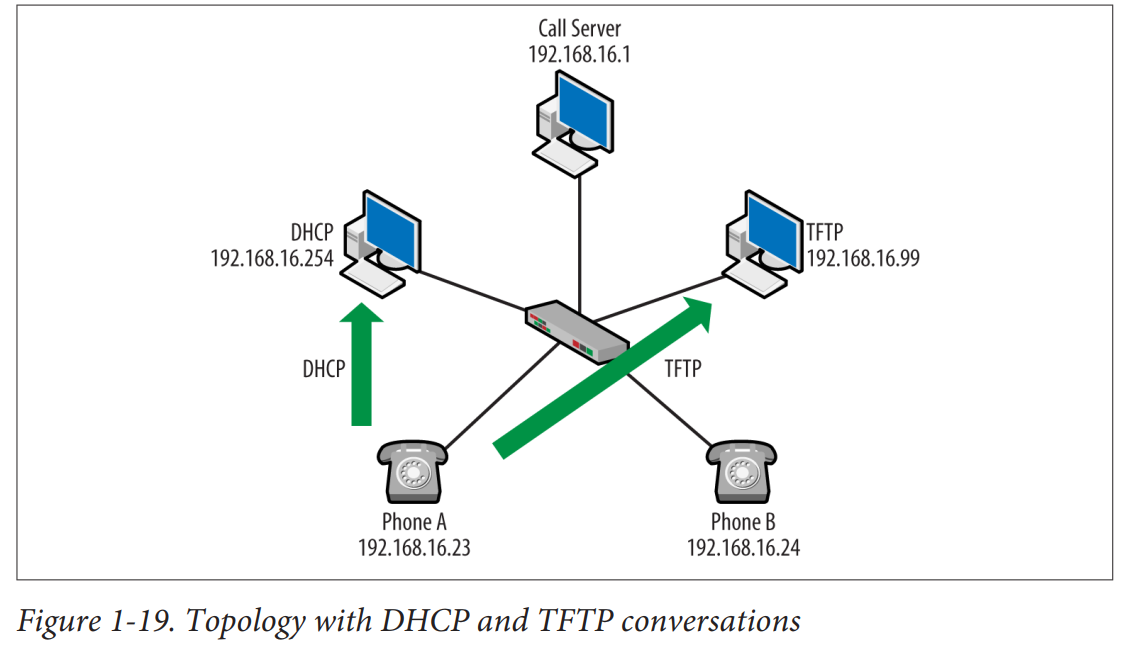 Call Server
192.168.16.1
DHCP
192.168.16.254
TFTP
192.168.16.99
DHCP
TFTP
Phone A
192.168.16.23
Phone B
192.168.16.24
Figure 1-19. Topology with DHCP and TFTP conversations